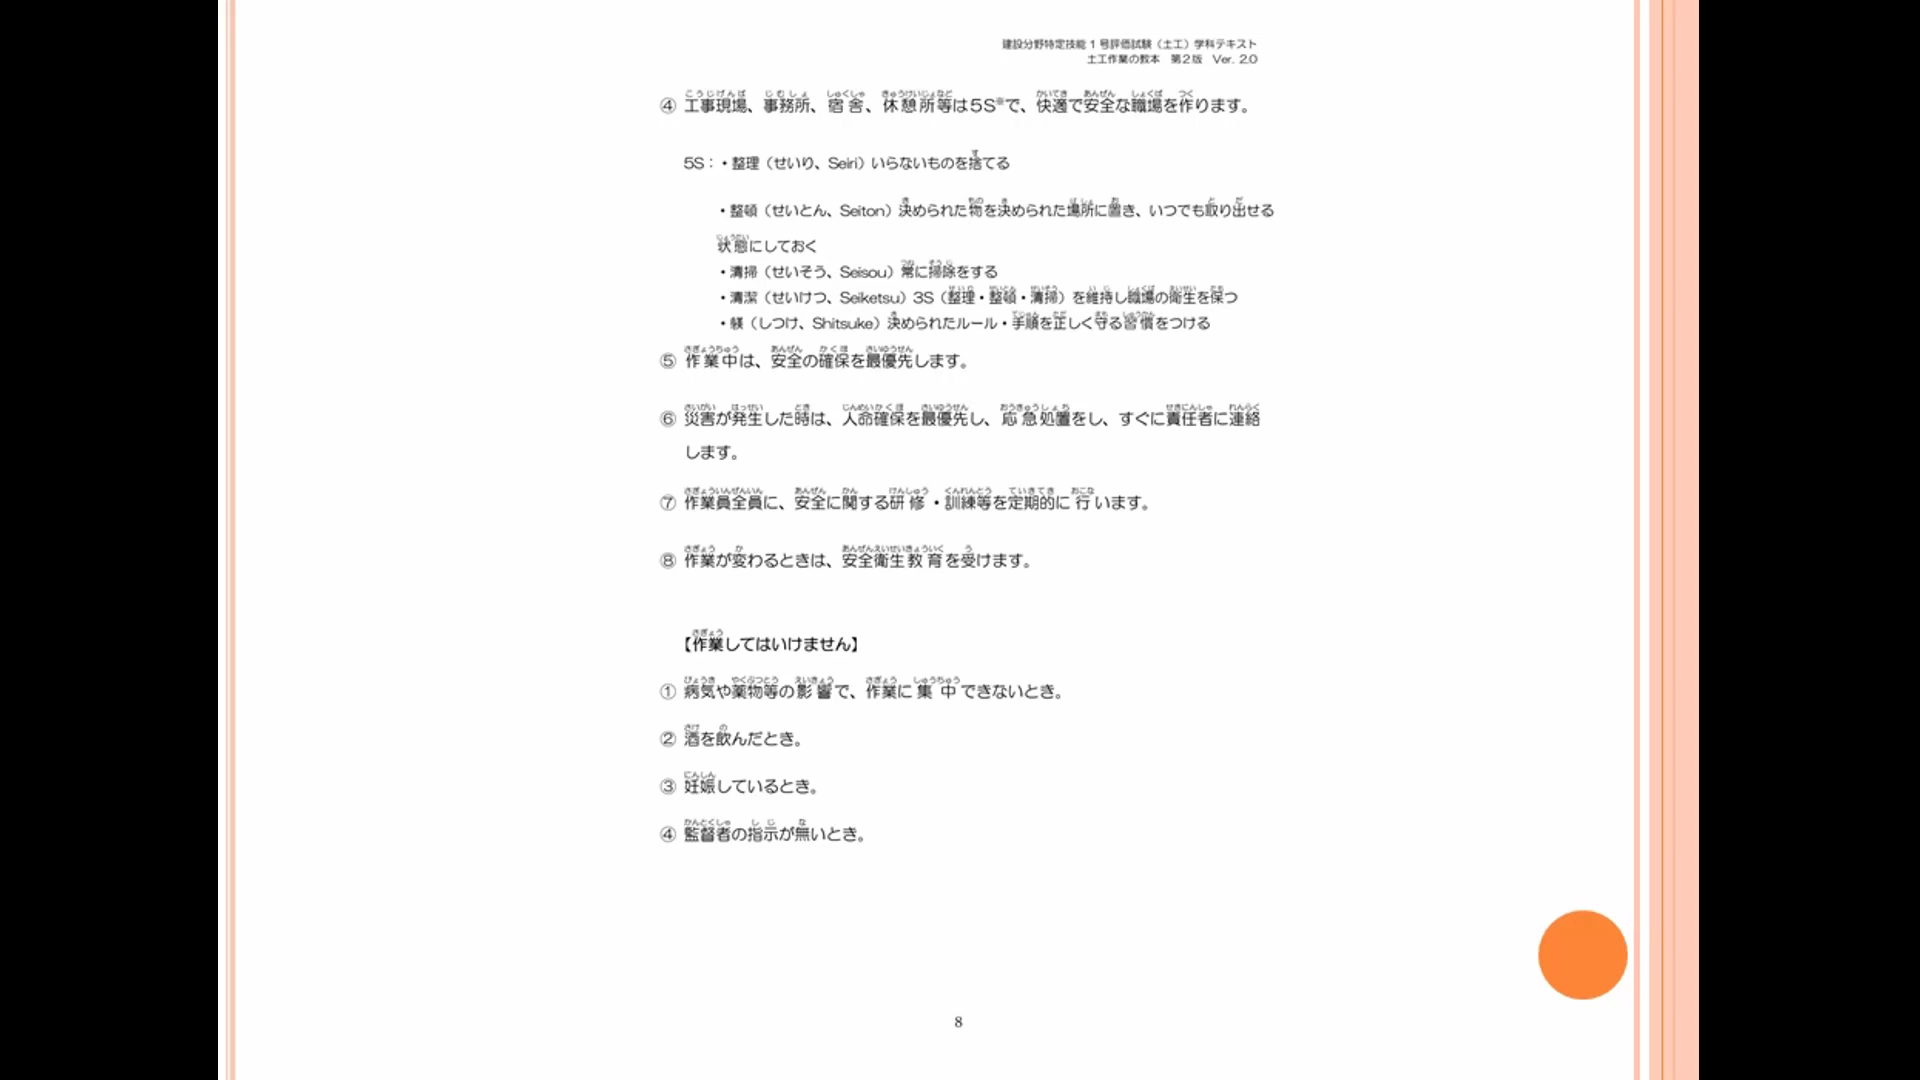 建設分野特定技能1号評価試験（土工）学科テキスト
土工作業の教本　第2版　Ver. 2.0
④ 工事現場、事務所、宿舎、休憩所等は5S※で、快適で安全な職場を作ります。
5S：・整理（せいり、Seiri）いらないものを捨てる
・整頓（せいとん、Seiton）決められた物を決められた場所に置き、いつでも取り出せる
状態にしておく
・清掃（せいそう、Seisou）常に掃除をする
・清潔（せいけつ、Seiketsu）3S（整理・整頓・清掃）を維持し職場の衛生を保つ
・躾（しつけ、Shitsuke）決められたルール・手順を正しく守る習慣をつける
⑤ 作業中は、安全の確保を最優先します。
⑥ 災害が発生した時は、人命確保を最優先し、応急処置をし、すぐに責任者に連絡
します。
⑦ 作業員全員に、安全に関する研修・訓練等を定期的に行います。
⑧ 作業が変わるときは、安全衛生教育を受けます。
【作業してはいけません】
① 病気や薬物等の影響で、作業に集中できないとき。
② 酒を飲んだとき。
③ 妊娠しているとき。
④ 監督者の指示が無いとき。
8